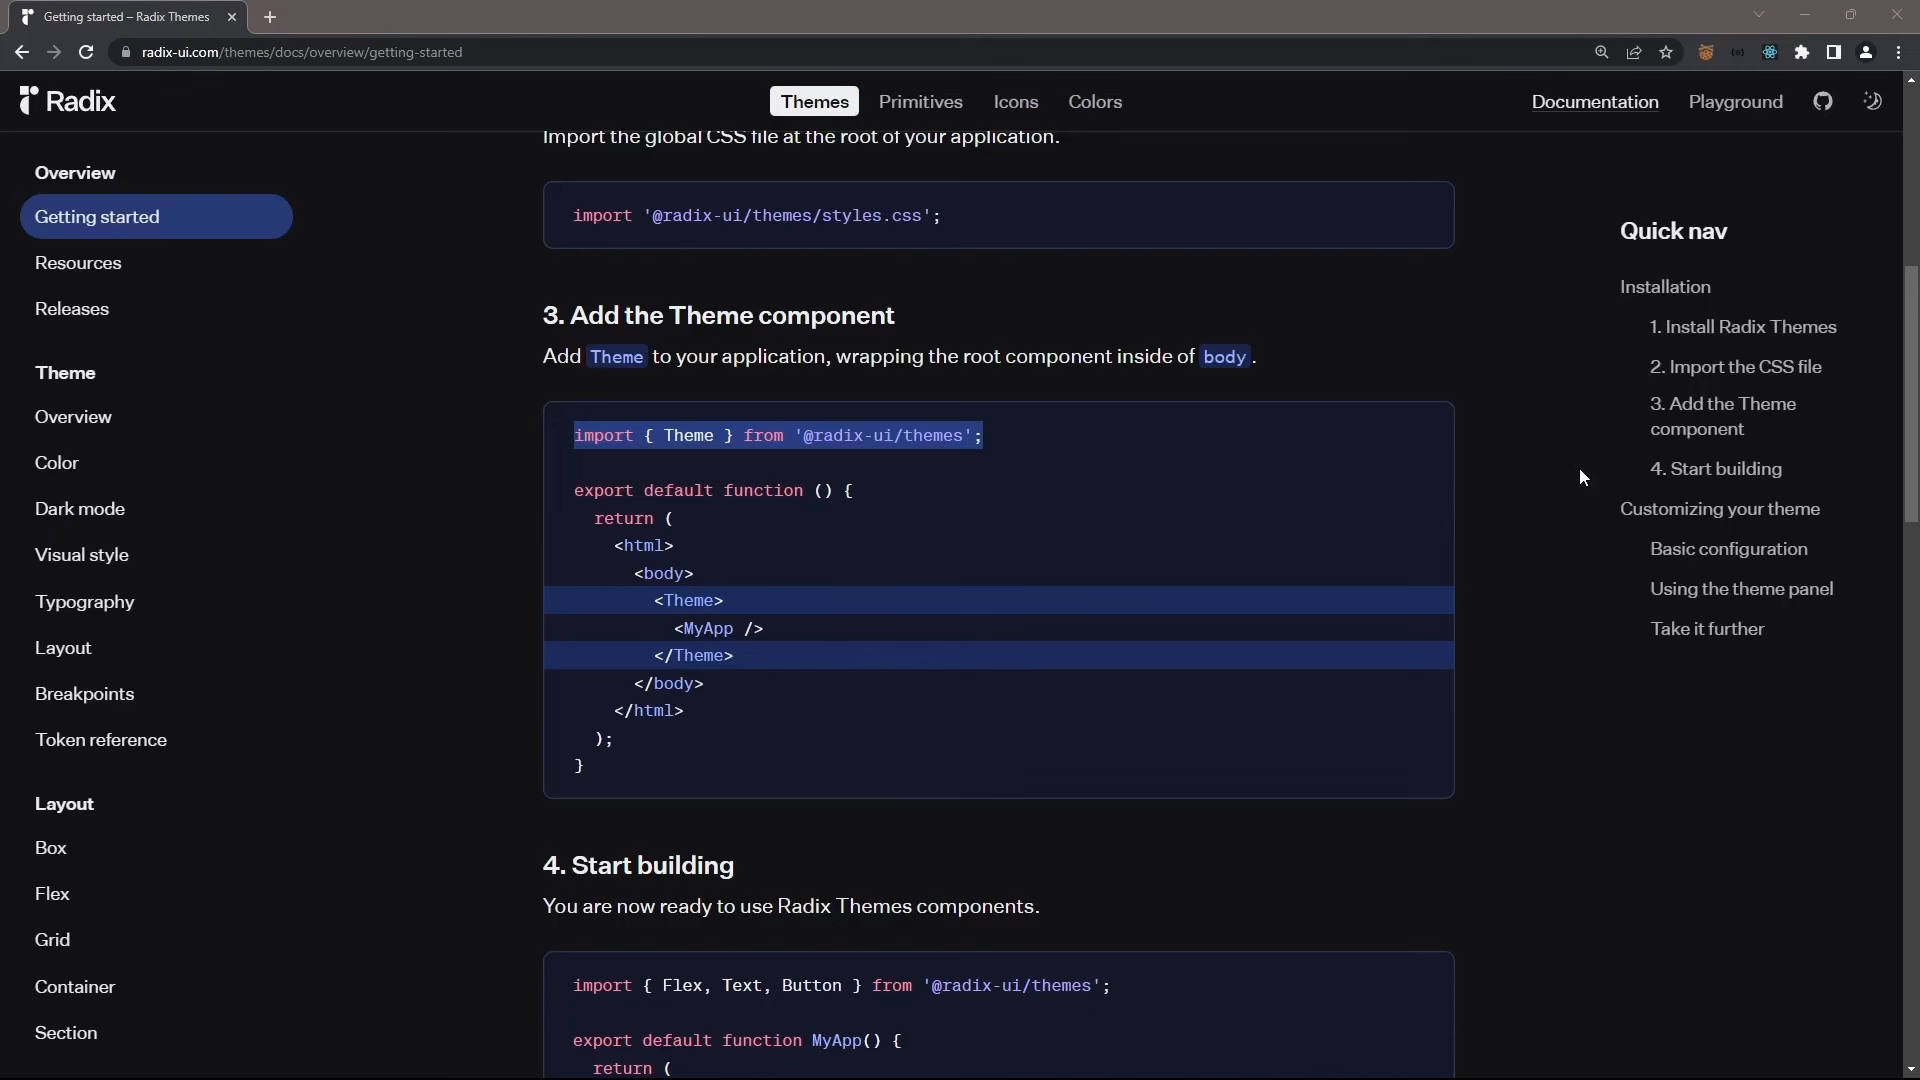 Getting started – Radix Themes
radix-ui.com/themes/docs/overview/getting-started
Radix
Themes
Primitives
Icons
Colors
Documentation
Playground
Overview
Getting started
Resources
Releases
Theme
Overview
Color
Dark mode
Visual style
Typography
Layout
Breakpoints
Token reference
Layout
Box
Flex
Grid
Container
Section
Import the global CSS file at the root of your application.
import '@radix-ui/themes/styles.css';
3. Add the Theme component
Add Theme to your application, wrapping the root component inside of body.
import { Theme } from '@radix-ui/themes';
export default function () {
return (
<html>
<body>
<Theme>
<MyApp />
</Theme>
</body>
</html>
);
}
4. Start building
You are now ready to use Radix Themes components.
import { Flex, Text, Button } from '@radix-ui/themes';
export default function MyApp() {
return (
Quick nav
Installation
1. Install Radix Themes
2. Import the CSS file
3. Add the Theme
component
4. Start building
Customizing your theme
Basic configuration
Using the theme panel
Take it further